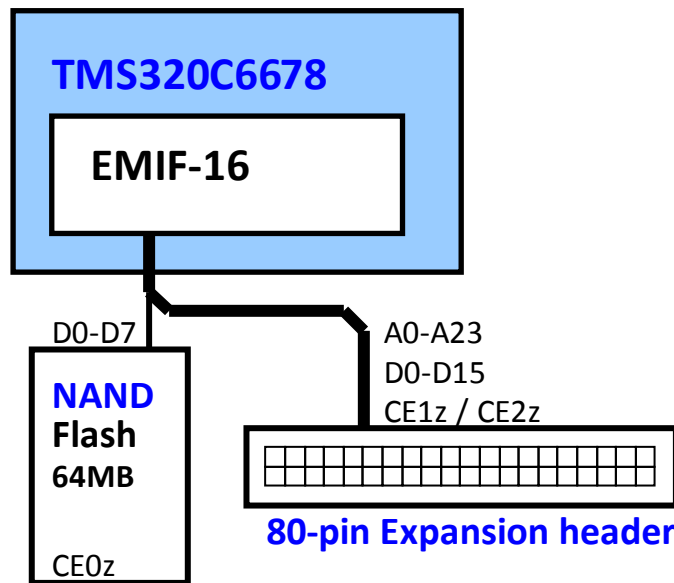 TMS320C6678
EMIF-16
D0-D7
A0-A23
D0-D15
CE1z / CE2z
NAND
Flash
64MB
CE0z
80-pin Expansion header